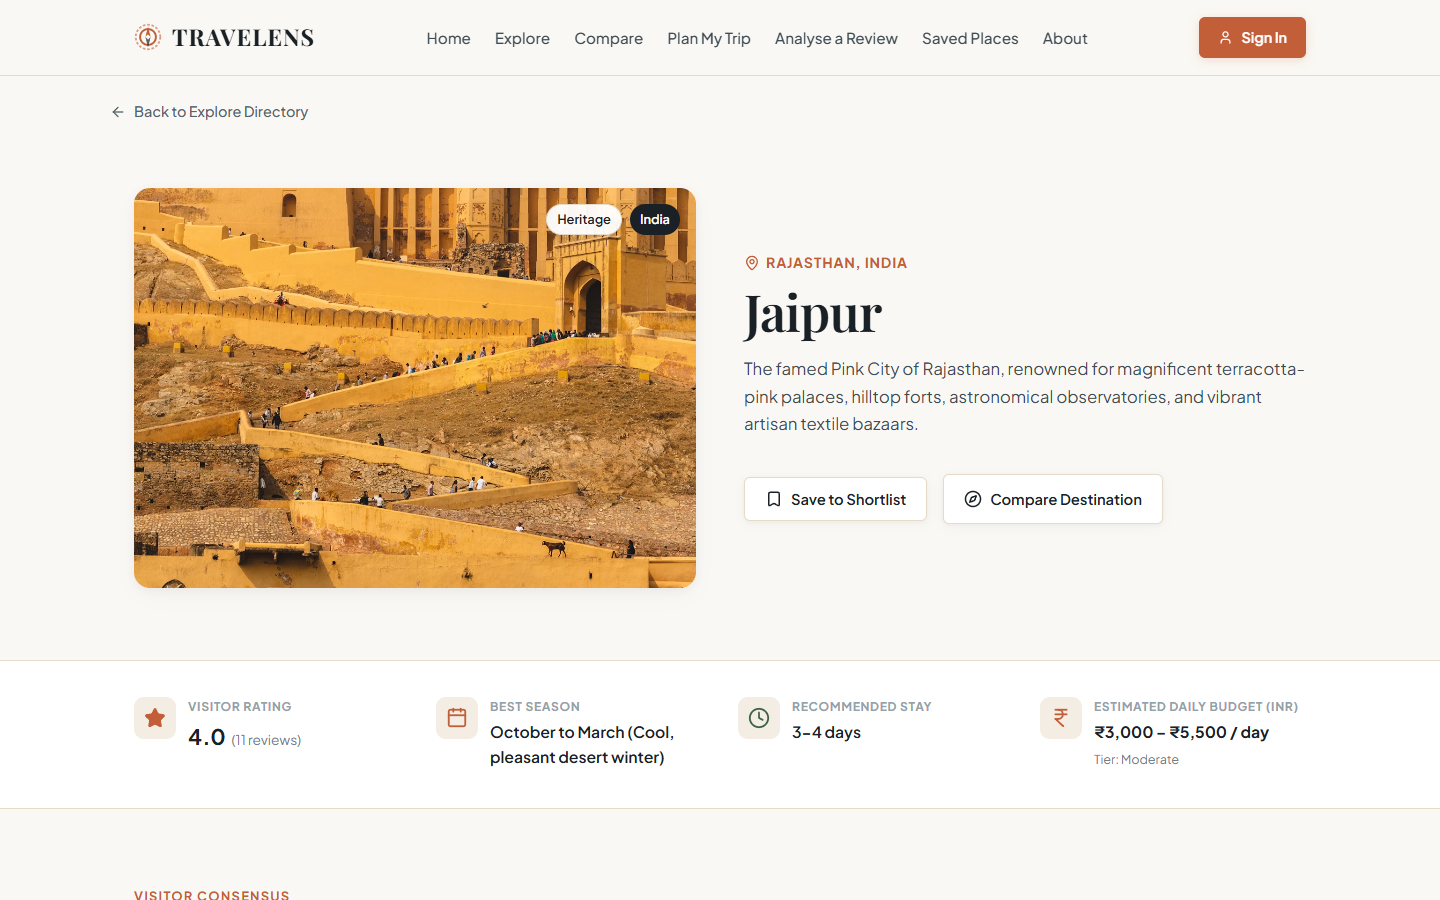 TRAVELENS
Home
Explore
Compare
Plan My Trip
Analyse a Review
Saved Places
About
Sign In
Back to Explore Directory
Heritage
India
RAJASTHAN, INDIA
Jaipur
The famed Pink City of Rajasthan, renowned for magnificent terracotta-
pink palaces, hilltop forts, astronomical observatories, and vibrant
artisan textile bazaars.
Save to Shortlist
Compare Destination
VISITOR RATING
4.0 (11 reviews)
BEST SEASON
October to March (Cool,
pleasant desert winter)
RECOMMENDED STAY
3–4 days
ESTIMATED DAILY BUDGET (INR)
₹3,000 – ₹5,500 / day
Tier: Moderate
VISITOR CONSENSUS